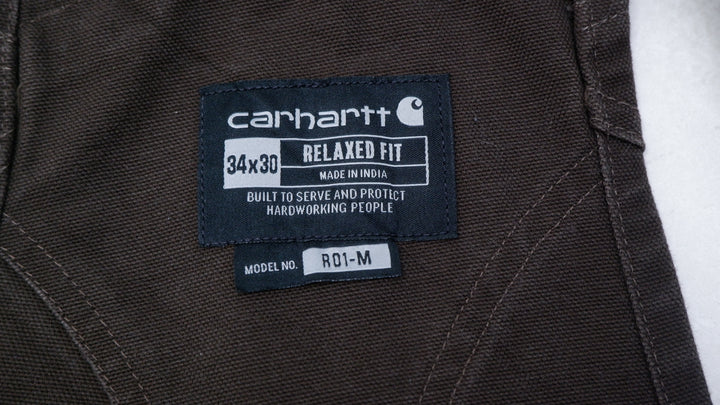 carhartt
34x30 RELAXED FIT
MADE IN INDIA
BUILT TO SERVE AND PROTECT
HARDWORKING PEOPLE
MODEL NO. R01-M